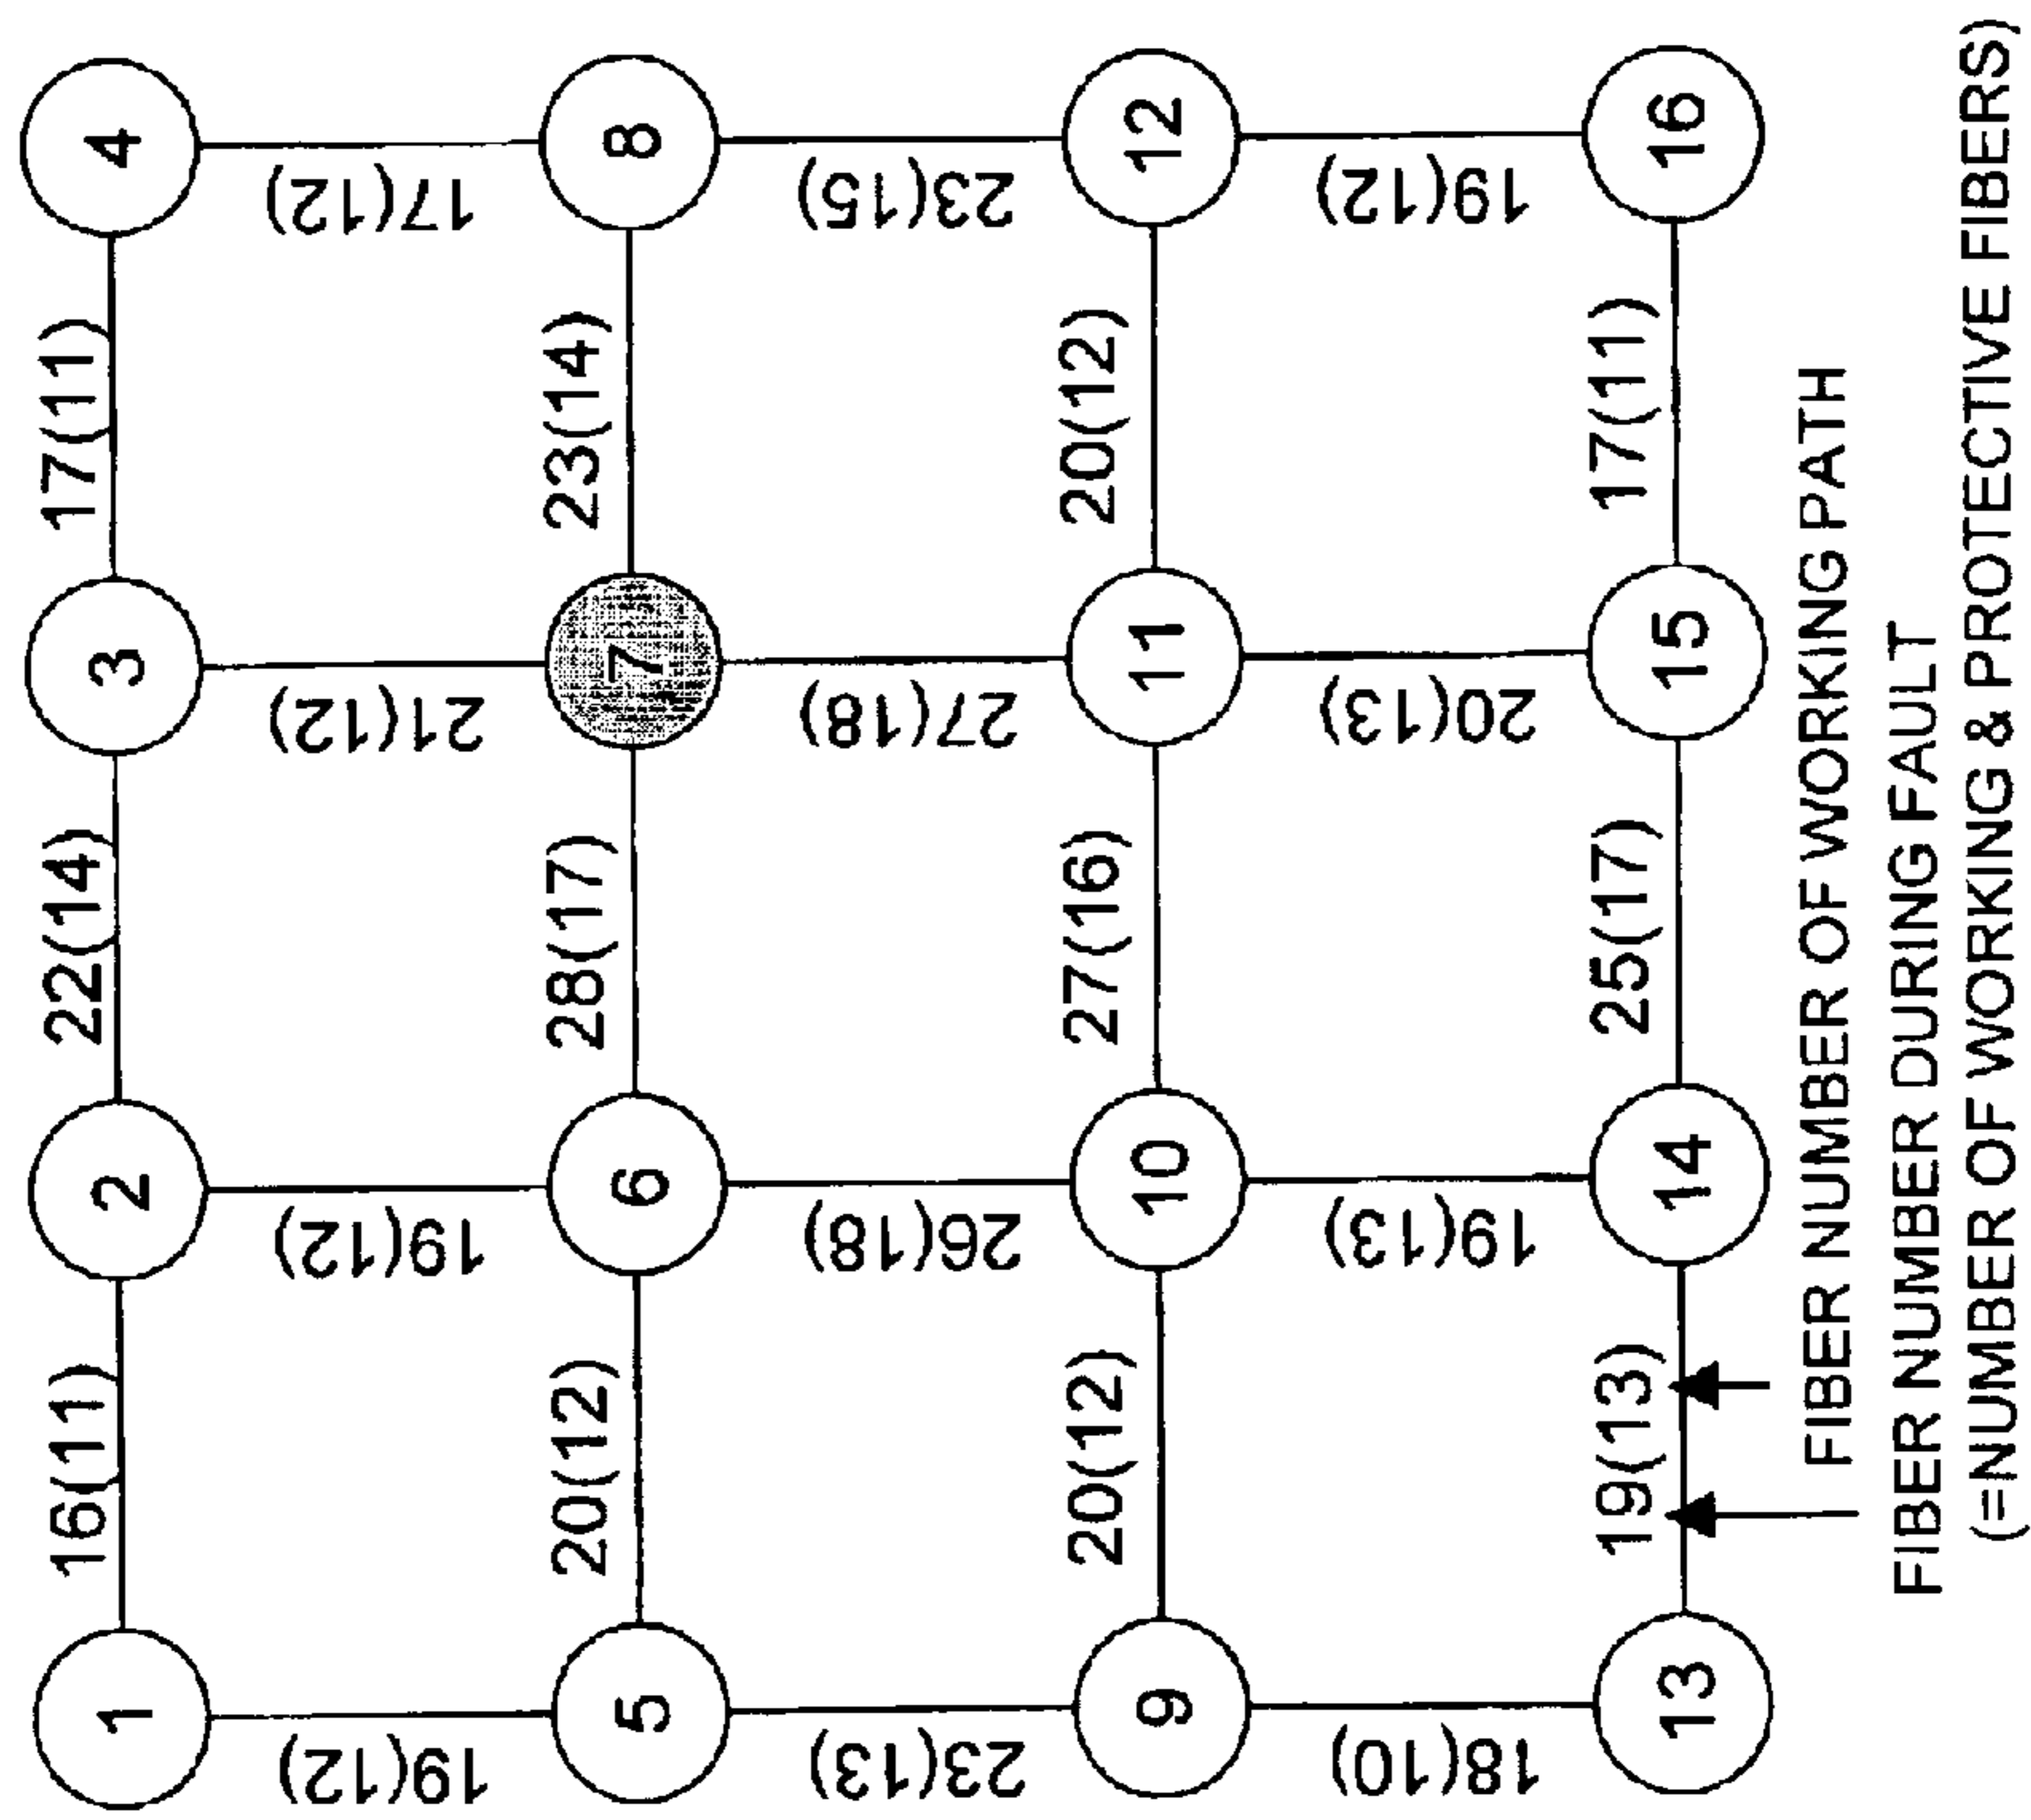 1 16(11) 2 22(14) 3 17(11) 4
19(12) 19(12) 21(12) 17(12)
5 20(12) 6 28(17) 7 23(14) 8
23(13) 26(18) 27(18) 23(15)
9 20(12) 10 27(16) 11 20(12) 12
18(10) 19(13) 20(13) 19(12)
13 19(13) 14 25(17) 15 17(11) 16
FIBER NUMBER OF WORKING PATH
FIBER NUMBER DURING FAULT
(=NUMBER OF WORKING & PROTECTIVE FIBERS)